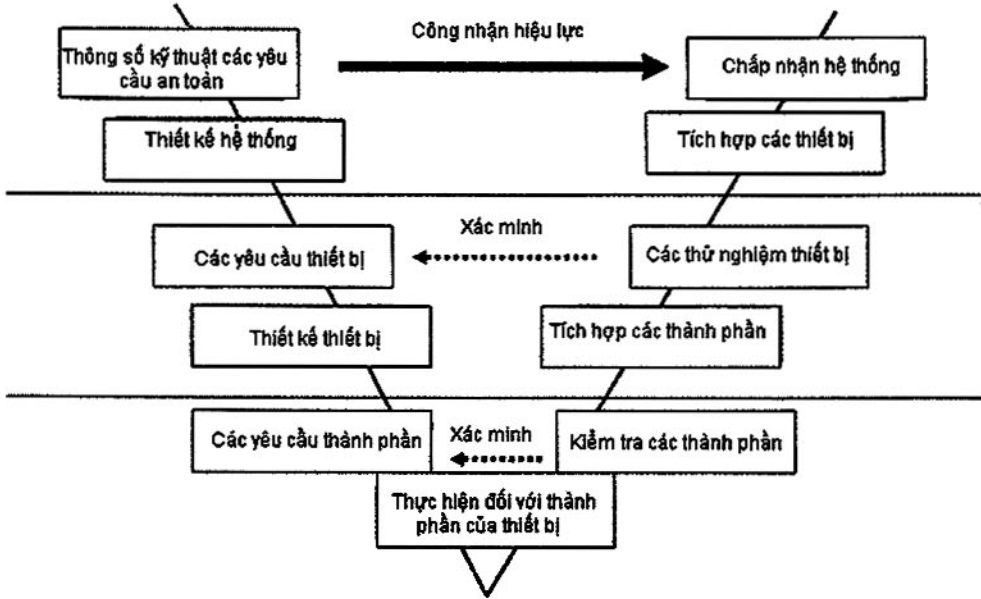 Công nhận hiệu lực
Thông số kỹ thuật các yêu
cầu an toàn
Chấp nhận hệ thống
Thiết kế hệ thống
Tích hợp các thiết bị
Xác minh
Các yêu cầu thiết bị
Các thử nghiệm thiết bị
Thiết kế thiết bị
Tích hợp các thành phần
Các yêu cầu thành phần
Xác minh
Kiểm tra các thành phần
Thực hiện đối với thành
phần của thiết bị